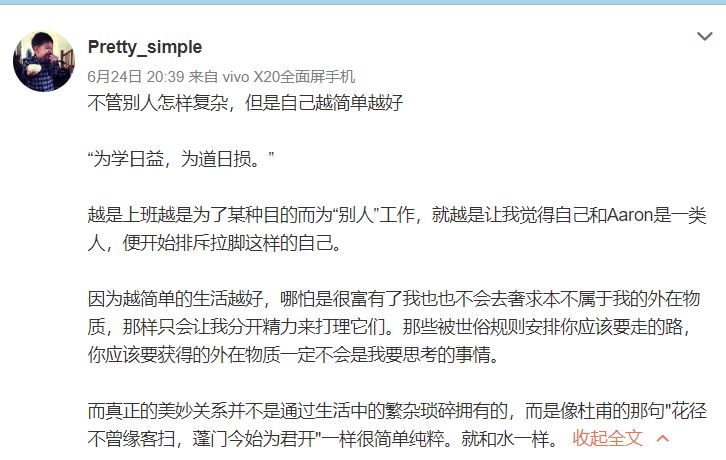 Pretty_simple
6月24日 20:39 来自 vivo X20全面屏手机
不管别人怎样复杂，但是自己越简单越好
“为学日益，为道日损。”
越是上班越是为了某种目的而为“别人”工作，就越是让我觉得自己和Aaron是一类
人，便开始排斥拉脚这样的自己。
因为越简单的生活越好，哪怕是很富有了我也也不会去奢求本不属于我的外在物
质，那样只会让我分开精力来打理它们。那些被世俗规则安排你应该要走的路，
你应该要获得的外在物质一定不会是我要思考的事情。
而真正的美妙关系并不是通过生活中的繁杂琐碎拥有的，而是像杜甫的那句"花径
不曾缘客扫，蓬门今始为君开"一样很简单纯粹。就和水一样。 收起全文